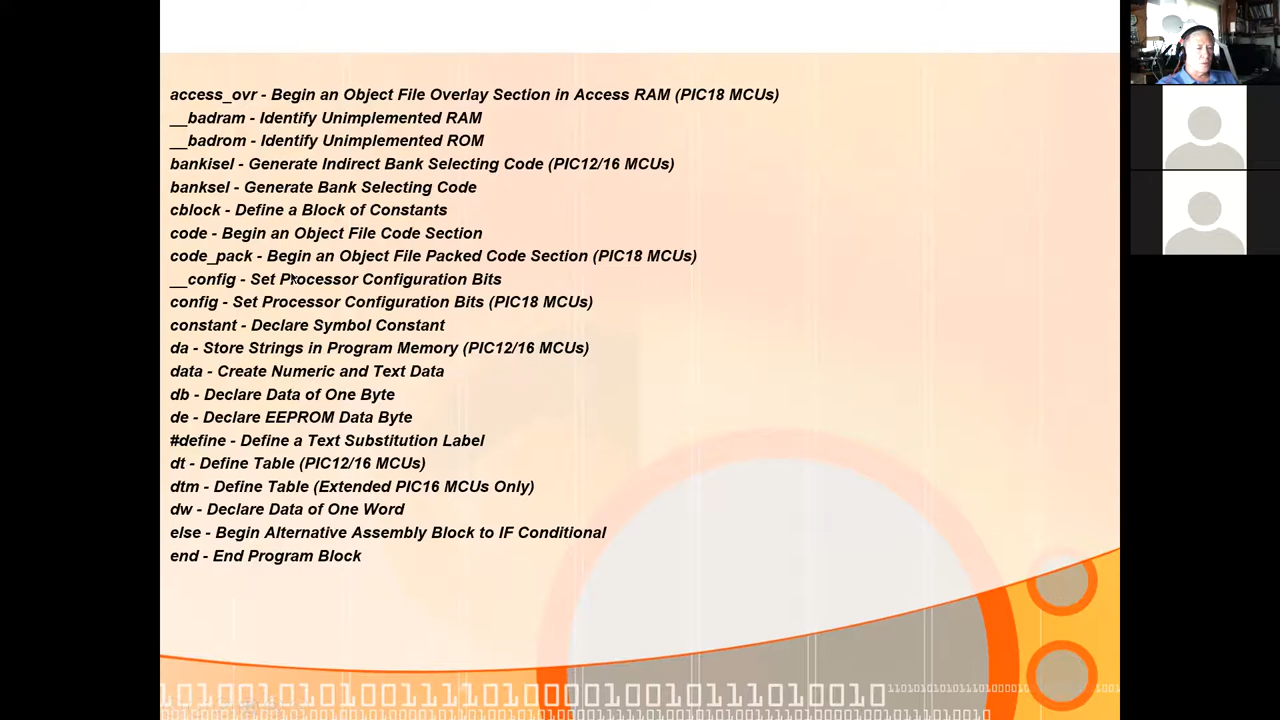 access_ovr - Begin an Object File Overlay Section in Access RAM (PIC18 MCUs)
__badram - Identify Unimplemented RAM
__badrom - Identify Unimplemented ROM
bankisel - Generate Indirect Bank Selecting Code (PIC12/16 MCUs)
banksel - Generate Bank Selecting Code
cblock - Define a Block of Constants
code - Begin an Object File Code Section
code_pack - Begin an Object File Packed Code Section (PIC18 MCUs)
__config - Set Processor Configuration Bits
config - Set Processor Configuration Bits (PIC18 MCUs)
constant - Declare Symbol Constant
da - Store Strings in Program Memory (PIC12/16 MCUs)
data - Create Numeric and Text Data
db - Declare Data of One Byte
de - Declare EEPROM Data Byte
#define - Define a Text Substitution Label
dt - Define Table (PIC12/16 MCUs)
dtm - Define Table (Extended PIC16 MCUs Only)
dw - Declare Data of One Word
else - Begin Alternative Assembly Block to IF Conditional
end - End Program Block